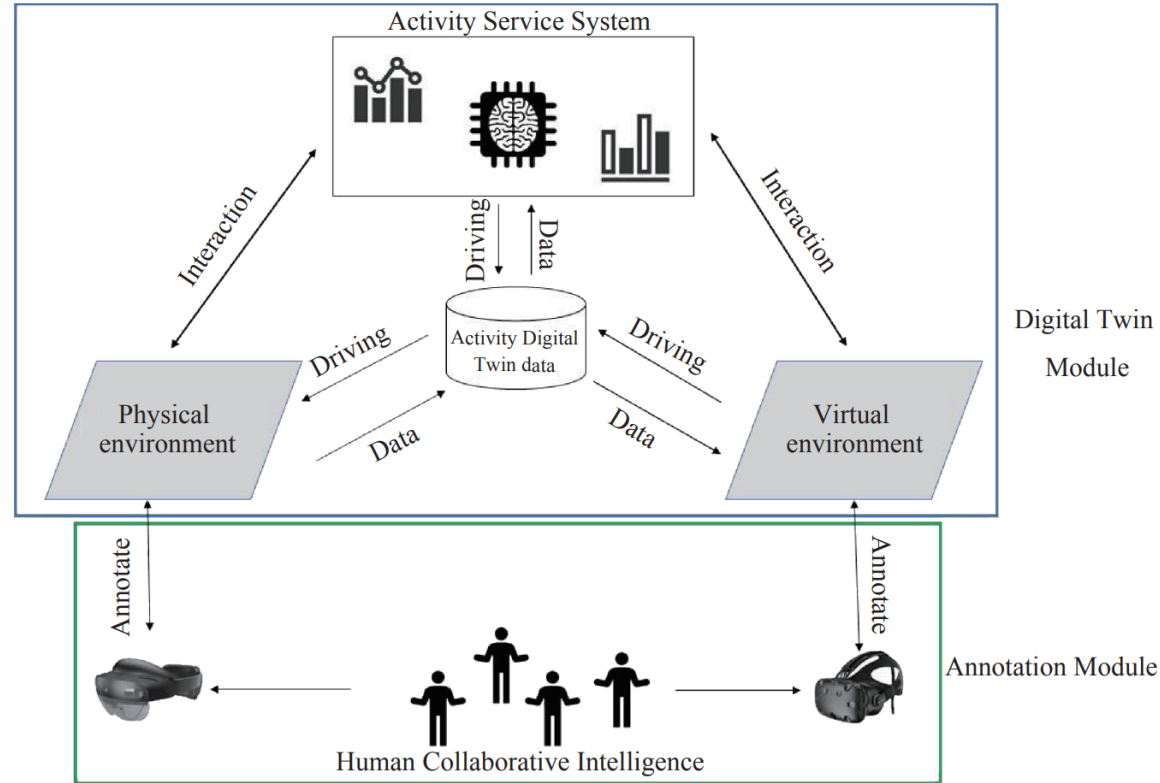 Activity Service System
Interaction
Interaction
Driving
Data
Activity Digital
Twin data
Driving
Driving
Data
Data
Physical
environment
Virtual
environment
Digital Twin
Module
Annotate
Annotate
Annotation Module
Human Collaborative Intelligence